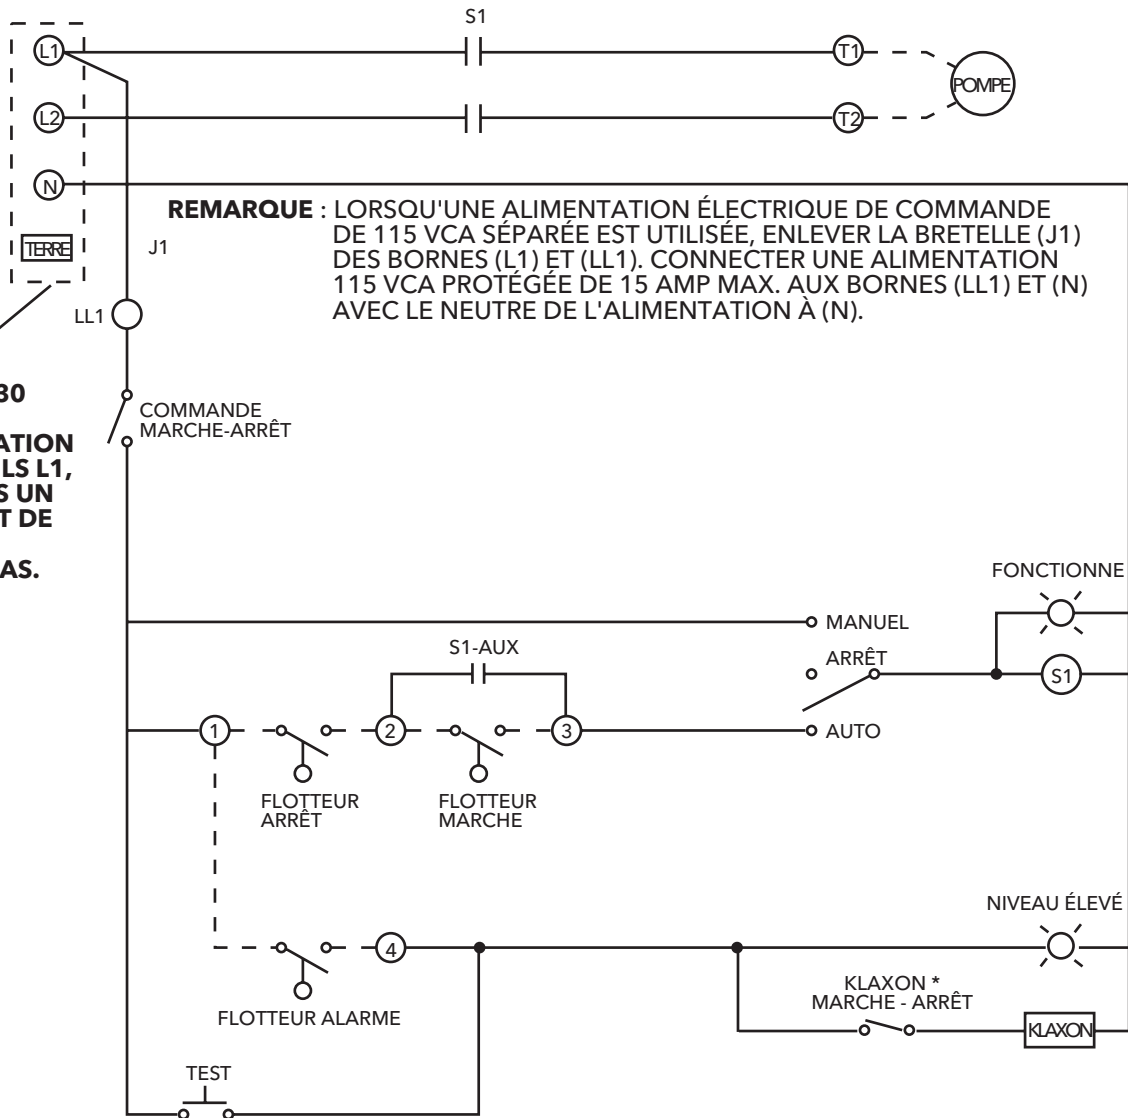 S1
L1
T1
POMPE
L2
T2
N
REMARQUE : LORSQU'UNE ALIMENTATION ÉLECTRIQUE DE COMMANDE
DE 115 VCA SÉPARÉE EST UTILISÉE, ENLEVER LA BRETELLE (J1)
DES BORNES (L1) ET (LL1). CONNECTER UNE ALIMENTATION
115 VCA PROTÉGÉE DE 15 AMP MAX. AUX BORNES (LL1) ET (N)
AVEC LE NEUTRE DE L'ALIMENTATION À (N).
TERRE
J1
LL1
30
ATION
LS L1,
S UN
T DE
AS.
COMMANDE
MARCHE-ARRÊT
FONCTIONNE
MANUEL
S1-AUX
ARRÊT
S1
1
2
3
AUTO
FLOTTEUR
ARRÊT
FLOTTEUR
MARCHE
NIVEAU ÉLEVÉ
4
FLOTTEUR ALARME
KLAXON *
MARCHE - ARRÊT
KLAXON
TEST